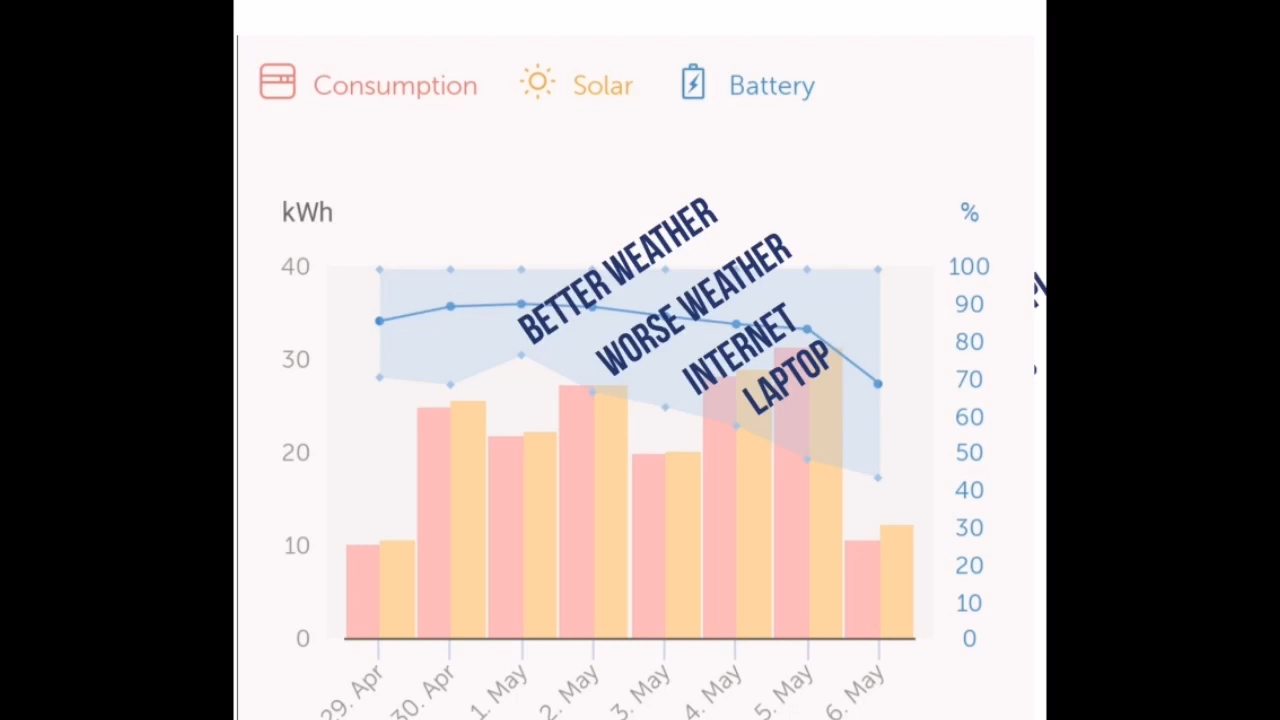 Consumption Solar Battery
kWh %
BETTER WEATHER
WORSE WEATHER
INTERNET
LAPTOP
40 100
90
30 80
70
60
20 50
40
10 30
20
10
0 0
29. Apr 30. Apr 1. May 2. May 3. May 4. May 5. May 6. May